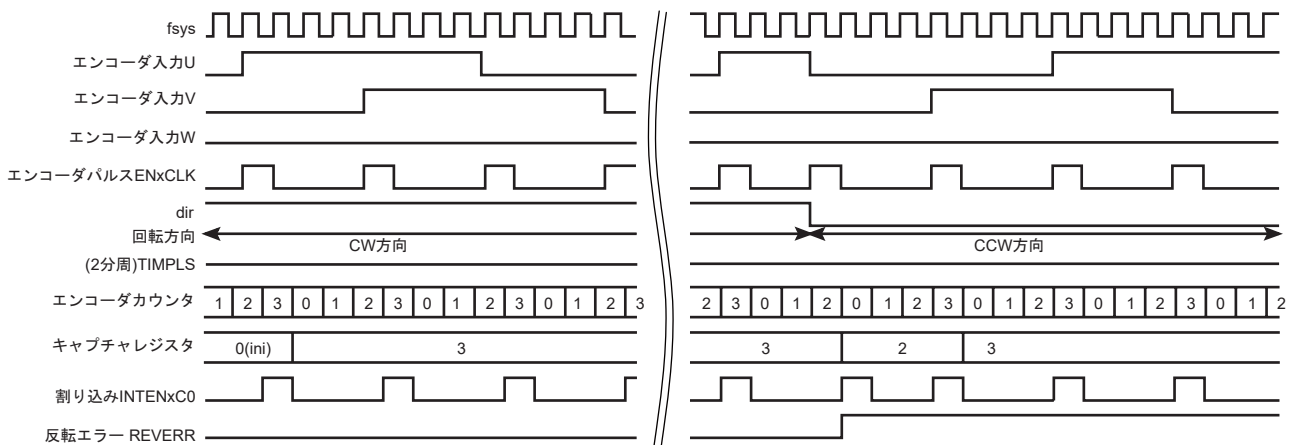 fsys
エンコーダ入力U
エンコーダ入力V
エンコーダ入力W
エンコーダパルスENxCLK
dir
回転方向 CW方向 CCW方向
(2分周)TIMPLS
エンコーダカウンタ 1 2 3 0 1 2 3 0 1 2 3 0 1 2 3 2 3 0 1 2 0 1 2 3 0 1 2 3 0 1 2 3 0 1 2
キャプチャレジスタ 0(ini) 3 3 2 3
割り込みINTENxC0
反転エラー REVERR